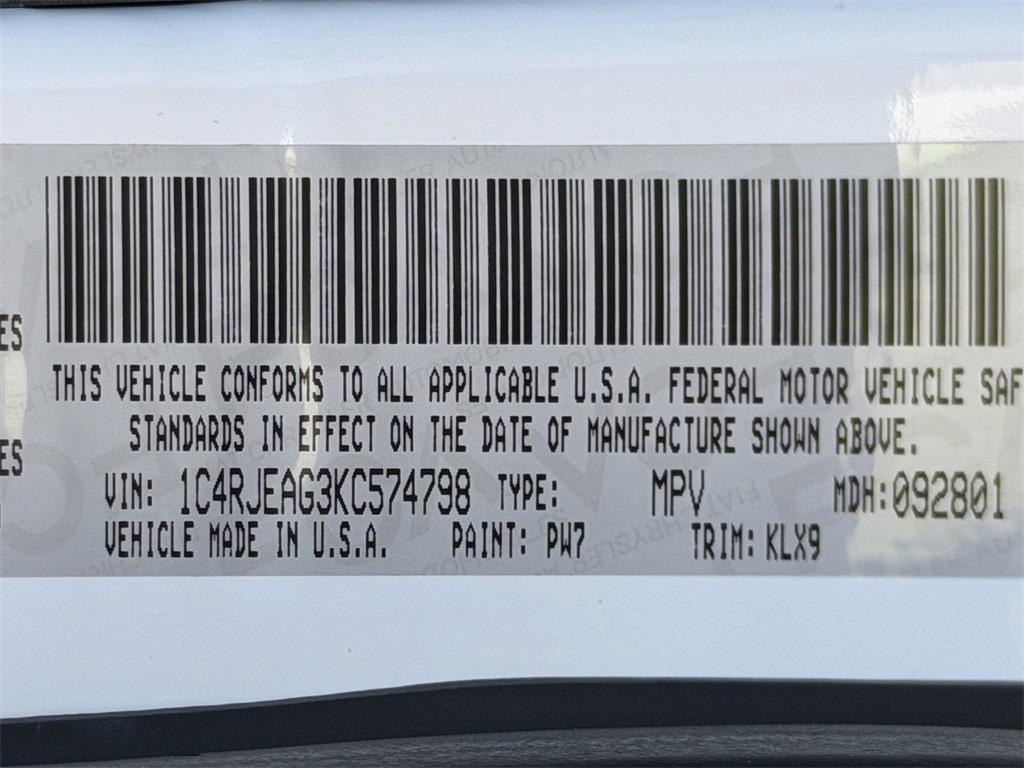 ES
THIS VEHICLE CONFORMS TO ALL APPLICABLE U.S.A. FEDERAL MOTOR VEHICLE SAF
STANDARDS IN EFFECT ON THE DATE OF MANUFACTURE SHOWN ABOVE.
ES
VIN: 1C4RJEAG3KC574798 TYPE: MPV MDH:092801
VEHICLE MADE IN U.S.A. PAINT: PW7 TRIM: KLX9